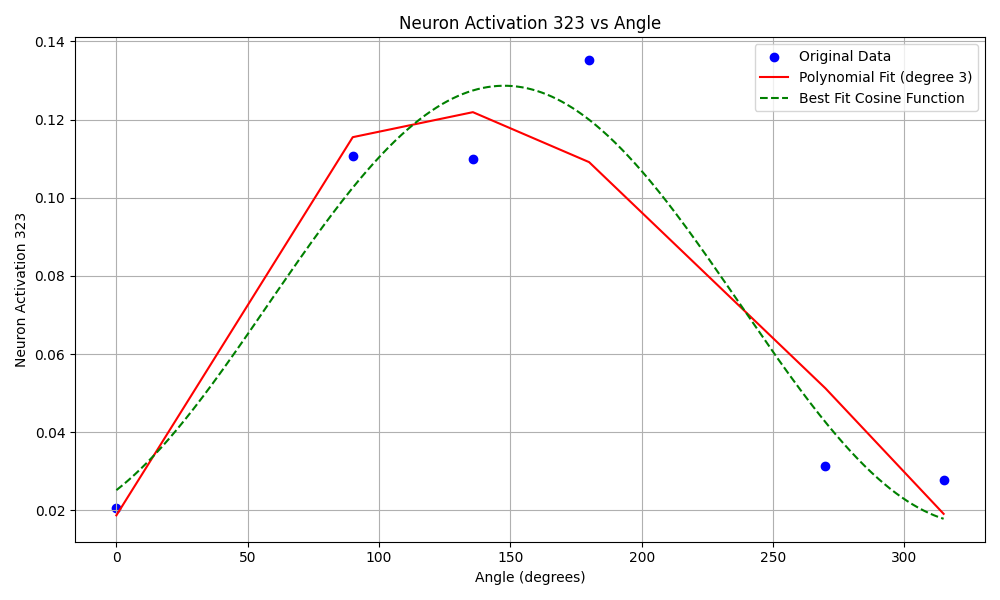 Neuron Activation 323 vs Angle
Original Data
Polynomial Fit (degree 3)
Best Fit Cosine Function
Neuron Activation 323
0.14
0.12
0.10
0.08
0.06
0.04
0.02
0 50 100 150 200 250 300
Angle (degrees)